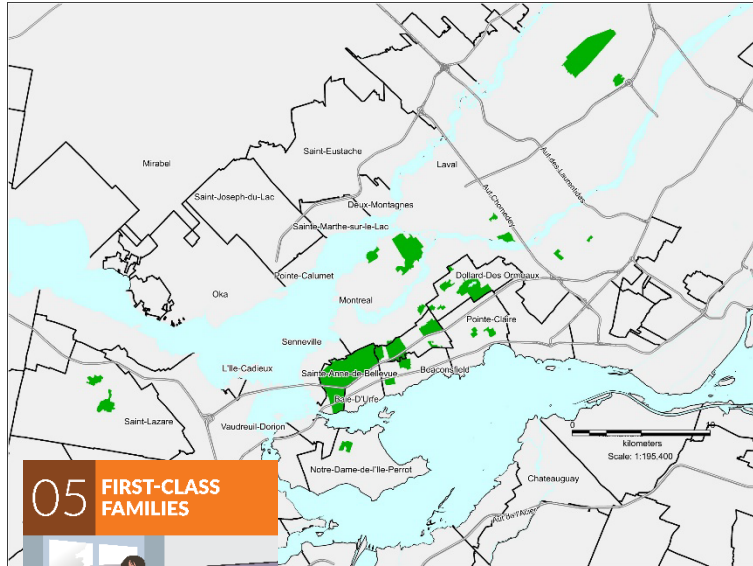 Saint-Eustache
Mirabel
Laval
Aut des Laurentides
Saint-Joseph-du-Lac
Aut Chomedey
Deux-Montagnes
Sainte-Marthe-sur-le-Lac
Pointe-Calumet
Dollard-Des Ormeaux
Oka
Montreal
Pointe-Claire
Senneville
L'Ile-Cadieux
Sainte-Anne-de-Bellevue
Beaconsfield
Baie-D'Urfe
Saint-Lazare
Vaudreuil-Dorion
0 10
kilometers
Scale: 1:195,400
Notre-Dame-de-l'Ile-Perrot
Chateauguay
Aut de l'Acier
05 FIRST-CLASS
FAMILIES